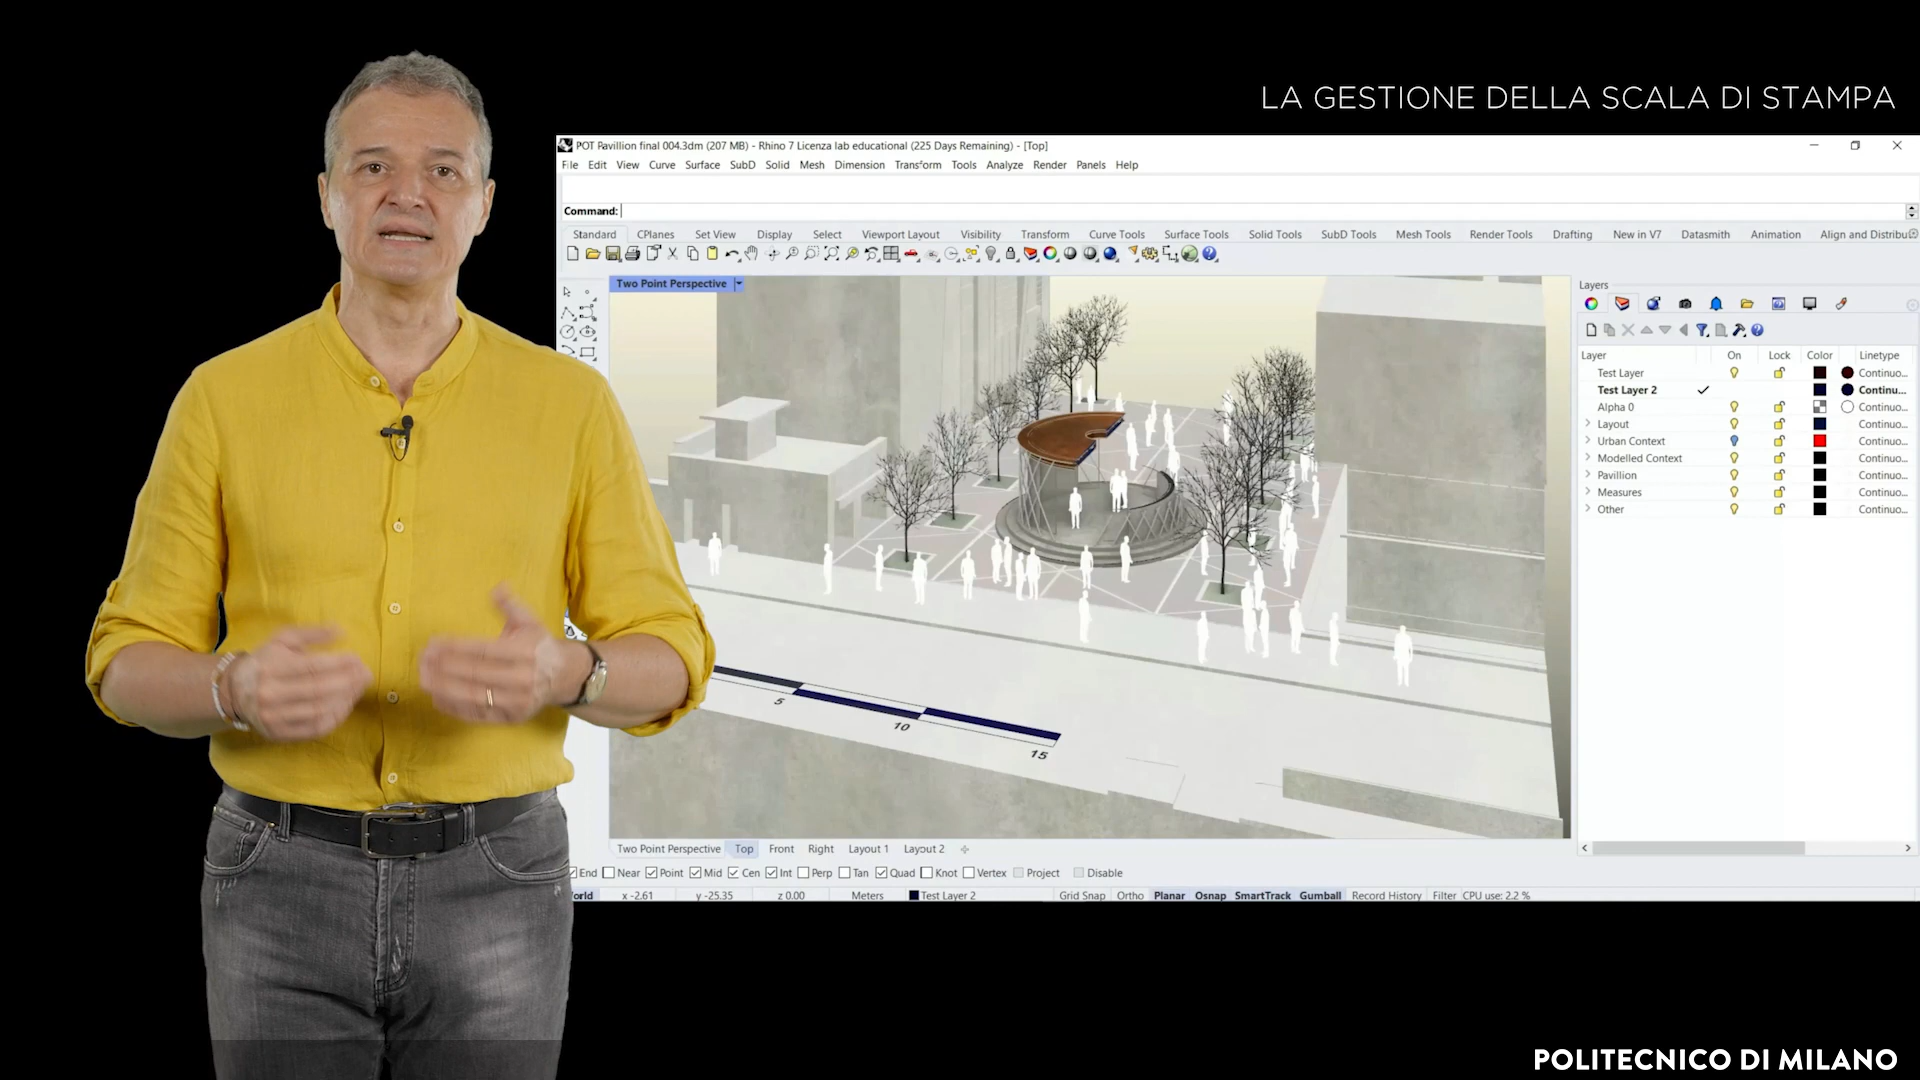 LA GESTIONE DELLA SCALA DI STAMPA
POT Pavillion final 004.3dm (207 MB) - Rhino 7 Licenza lab educational (225 Days Remaining) - [Top]
File Edit View Curve Surface SubD Solid Mesh Dimension Transform Tools Analyze Render Panels Help
Command:
Standard CPlanes Set View Display Select Viewport Layout Visibility Transform Curve Tools Surface Tools Solid Tools SubD Tools Mesh Tools Render Tools Drafting New in V7 Datasmith Animation Align and Distribu
Two Point Perspective
Layers
Layer On Lock Color Linetype
Test Layer Continuo...
Test Layer 2 Continu...
Alpha 0 Continuo...
Layout Continuo...
Urban Context Continuo...
Modelled Context Continuo...
Pavillion Continuo...
Measures Continuo...
Other Continuo...
5
10
15
Two Point Perspective Top Front Right Layout 1 Layout 2
End Near Point Mid Cen Int Perp Tan Quad Knot Vertex Project Disable
orld x -2.61 y -25.35 z 0.00 Meters Test Layer 2 Grid Snap Ortho Planar Osnap SmartTrack Gumball Record History Filter CPU use: 2.2 %
POLITECNICO DI MILANO